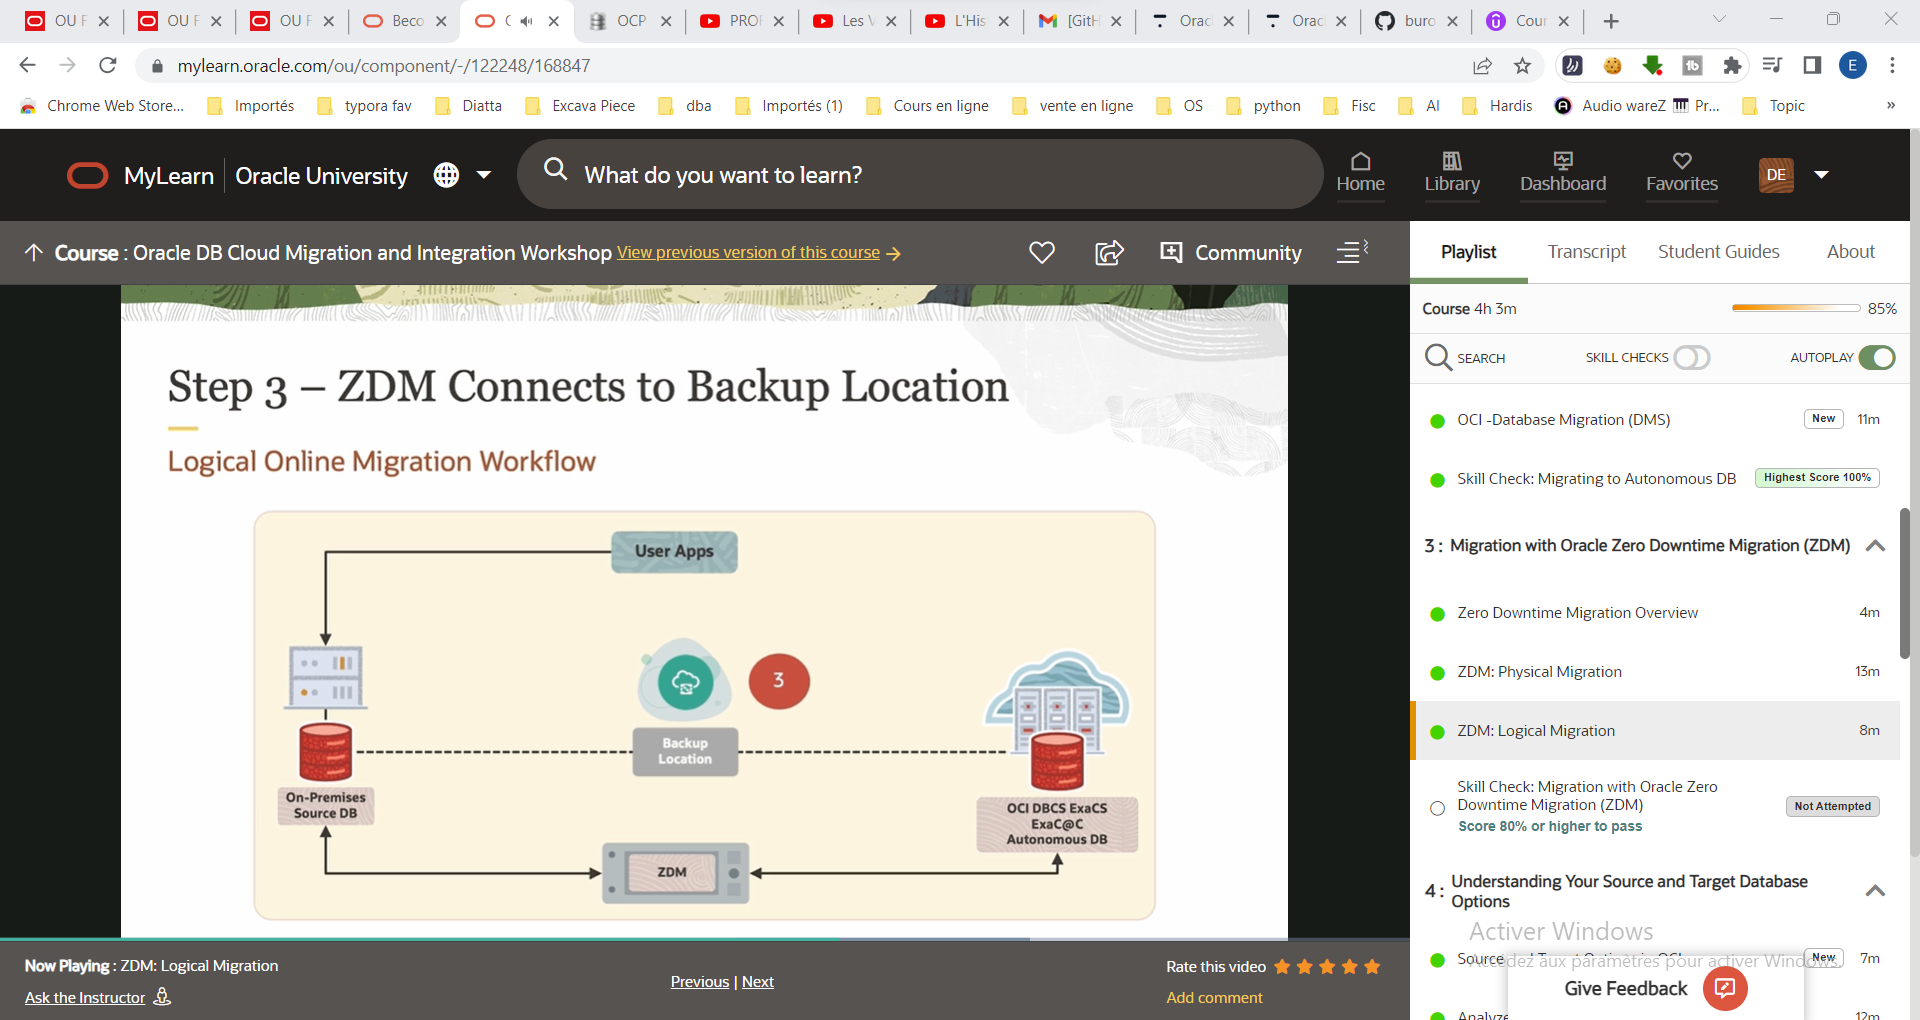 OU F
OU F
OU F
Beco
OCP
PROF
Les V
L'His
[GitH
Orac
Orac
buro
Cour
mylearn.oracle.com/ou/component/-/122248/168847
E
Chrome Web Store...
Importés
typora fav
Diatta
Excava Piece
dba
Importés (1)
Cours en ligne
vente en ligne
OS
python
Fisc
AI
Hardis
Audio wareZ
Pr...
Topic
»
MyLearn
Oracle University
What do you want to learn?
Home
Library
Dashboard
Favorites
DE
Course : Oracle DB Cloud Migration and Integration Workshop View previous version of this course
Community
Playlist
Transcript
Student Guides
About
Course 4h 3m
85%
SEARCH
SKILL CHECKS
AUTOPLAY
Step 3 – ZDM Connects to Backup Location
Logical Online Migration Workflow
User Apps
3
Backup
Location
On-Premises
Source DB
OCI DBCS ExaCS
ExaC@C
Autonomous DB
ZDM
OCI -Database Migration (DMS)
New
11m
Skill Check: Migrating to Autonomous DB
Highest Score 100%
3 : Migration with Oracle Zero Downtime Migration (ZDM)
Zero Downtime Migration Overview
4m
ZDM: Physical Migration
13m
ZDM: Logical Migration
8m
Skill Check: Migration with Oracle Zero
Downtime Migration (ZDM)
Score 80% or higher to pass
Not Attempted
4 : Understanding Your Source and Target Database
Options
Activer Windows
Accédez aux paramètres pour activer Windows.
New
7m
Analyze
12m
Give Feedback
Now Playing : ZDM: Logical Migration
Ask the Instructor
Previous | Next
Rate this video
Add comment